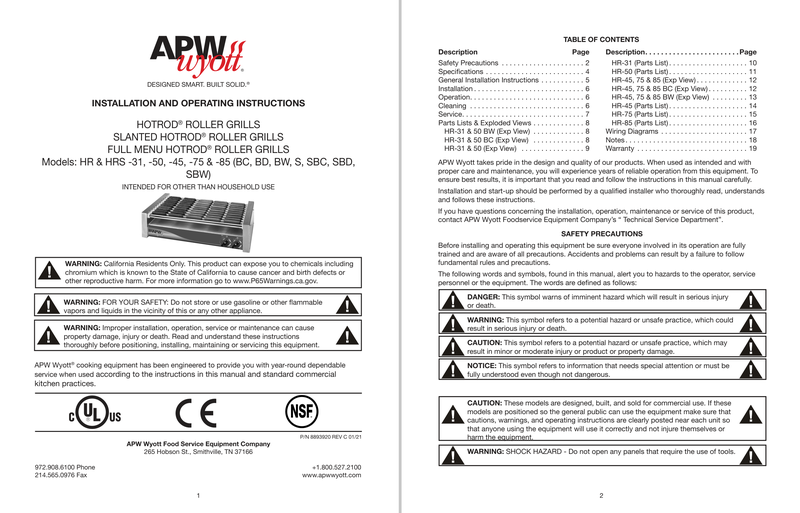 APW
wyott®
DESIGNED SMART. BUILT SOLID.®
INSTALLATION AND OPERATING INSTRUCTIONS
HOTROD® ROLLER GRILLS
SLANTED HOTROD® ROLLER GRILLS
FULL MENU HOTROD® ROLLER GRILLS
Models: HR & HRS -31, -50, -45, -75 & -85 (BC, BD, BW, S, SBC, SBD,
SBW)
INTENDED FOR OTHER THAN HOUSEHOLD USE
WARNING: California Residents Only. This product can expose you to chemicals including
chromium which is known to the State of California to cause cancer and birth defects or
other reproductive harm. For more information go to www.P65Warnings.ca.gov.
WARNING: FOR YOUR SAFETY: Do not store or use gasoline or other flammable
vapors and liquids in the vicinity of this or any other appliance.
WARNING: Improper installation, operation, service or maintenance can cause
property damage, injury or death. Read and understand these instructions
thoroughly before positioning, installing, maintaining or servicing this equipment.
APW Wyott® cooking equipment has been engineered to provide you with year-round dependable
service when used according to the instructions in this manual and standard commercial
kitchen practices.
C UL US
CE
NSF
P/N 8893920 REV C 01/21
APW Wyott Food Service Equipment Company
265 Hobson St., Smithville, TN 37166
972.908.6100 Phone
214.565.0976 Fax
+1.800.527.2100
www.apwwyott.com
1
TABLE OF CONTENTS
Description Page
Safety Precautions . . . . . . . . . . . . . . . . . . . . . 2
Specifications . . . . . . . . . . . . . . . . . . . . . . . . . 4
General Installation Instructions . . . . . . . . . . . 5
Installation . . . . . . . . . . . . . . . . . . . . . . . . . . . . 6
Operation. . . . . . . . . . . . . . . . . . . . . . . . . . . . . 6
Cleaning . . . . . . . . . . . . . . . . . . . . . . . . . . . . . 6
Service. . . . . . . . . . . . . . . . . . . . . . . . . . . . . . . 7
Parts Lists & Exploded Views . . . . . . . . . . . . . 8
HR-31 & 50 BW (Exp View) . . . . . . . . . . . . . 8
HR-31 & 50 BC (Exp View) . . . . . . . . . . . . . 8
HR-31 & 50 (Exp View) . . . . . . . . . . . . . . . . 9
Description. . . . . . . . . . . . . . . . . . . . . . . . Page
HR-31 (Parts List) . . . . . . . . . . . . . . . . . . . . 10
HR-50 (Parts List) . . . . . . . . . . . . . . . . . . . . 11
HR-45, 75 & 85 (Exp View) . . . . . . . . . . . . . 12
HR-45, 75 & 85 BC (Exp View) . . . . . . . . . . 12
HR-45, 75 & 85 BW (Exp View) . . . . . . . . . 13
HR-45 (Parts List) . . . . . . . . . . . . . . . . . . . . 14
HR-75 (Parts List) . . . . . . . . . . . . . . . . . . . . 15
HR-85 (Parts List) . . . . . . . . . . . . . . . . . . . . 16
Wiring Diagrams . . . . . . . . . . . . . . . . . . . . . . 17
Notes . . . . . . . . . . . . . . . . . . . . . . . . . . . . . . . 18
Warranty . . . . . . . . . . . . . . . . . . . . . . . . . . . . 19
APW Wyott takes pride in the design and quality of our products. When used as intended and with
proper care and maintenance, you will experience years of reliable operation from this equipment. To
ensure best results, it is important that you read and follow the instructions in this manual carefully.
Installation and start-up should be performed by a qualified installer who thoroughly read, understands
and follows these instructions.
If you have questions concerning the installation, operation, maintenance or service of this product,
contact APW Wyott Foodservice Equipment Company's " Technical Service Department".
SAFETY PRECAUTIONS
Before installing and operating this equipment be sure everyone involved in its operation are fully
trained and are aware of all precautions. Accidents and problems can result by a failure to follow
fundamental rules and precautions.
The following words and symbols, found in this manual, alert you to hazards to the operator, service
personnel or the equipment. The words are defined as follows:
DANGER: This symbol warns of imminent hazard which will result in serious injury
or death.
WARNING: This symbol refers to a potential hazard or unsafe practice, which could
result in serious injury or death.
CAUTION: This symbol refers to a potential hazard or unsafe practice, which may
result in minor or moderate injury or product or property damage.
NOTICE: This symbol refers to information that needs special attention or must be
fully understood even though not dangerous.
CAUTION: These models are designed, built, and sold for commercial use. If these
models are positioned so the general public can use the equipment make sure that
cautions, warnings, and operating instructions are clearly posted near each unit so
that anyone using the equipment will use it correctly and not injure themselves or
harm the equipment.
WARNING: SHOCK HAZARD - Do not open any panels that require the use of tools.
2